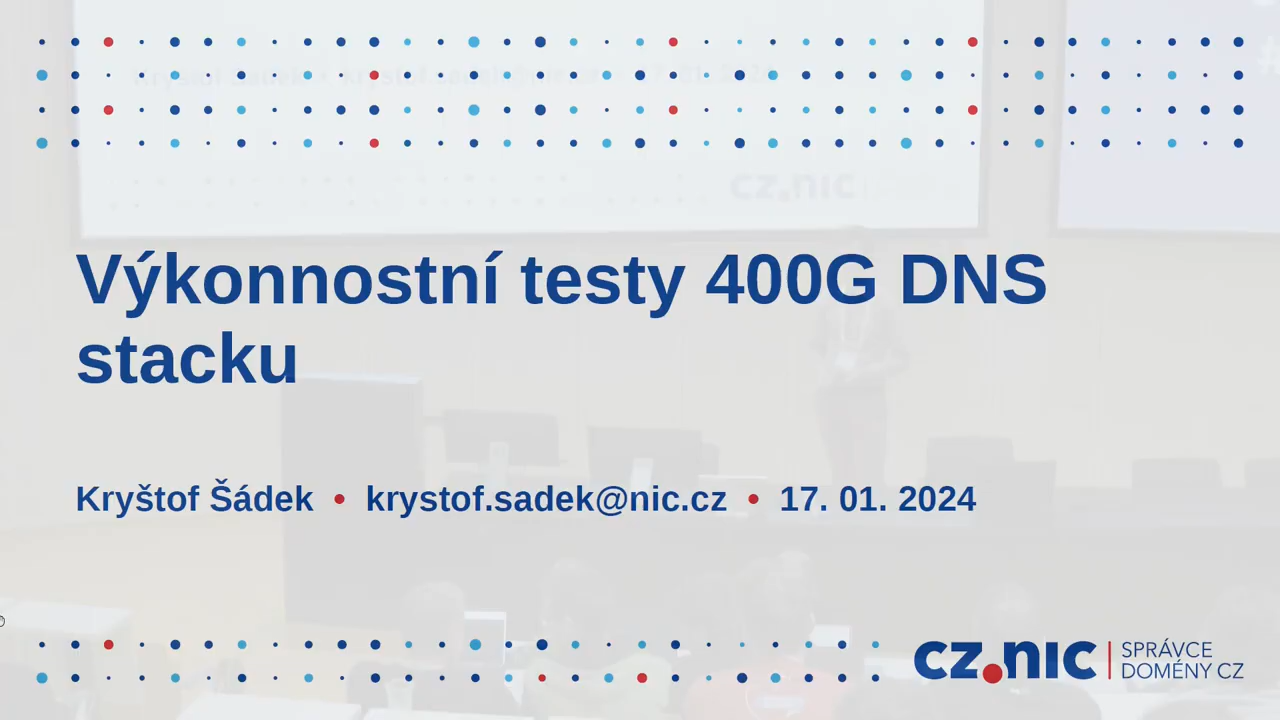 Výkonnostní testy 400G DNS
stacku
Kryštof Šádek • krystof.sadek@nic.cz • 17. 01. 2024
CZ.NIC | SPRÁVCE
DOMÉNY CZ